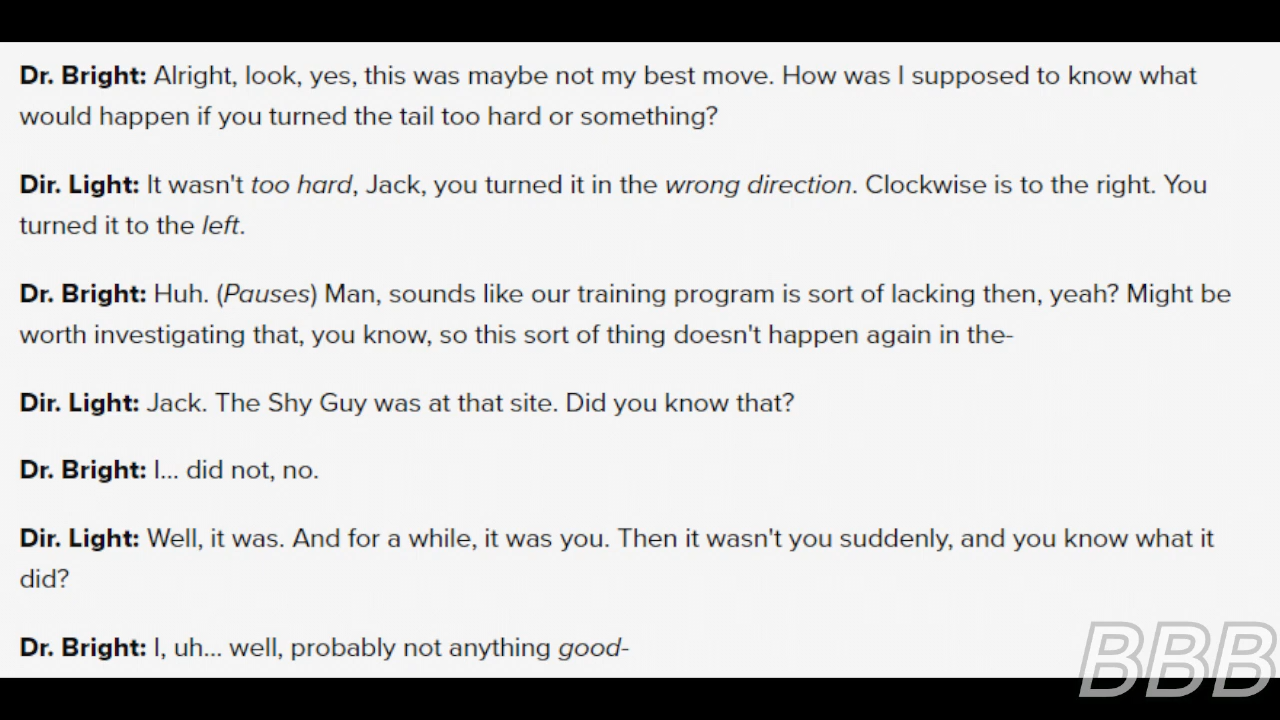 Dr. Bright: Alright, look, yes, this was maybe not my best move. How was I supposed to know what
would happen if you turned the tail too hard or something?
Dir. Light: It wasn't too hard, Jack, you turned it in the wrong direction. Clockwise is to the right. You
turned it to the left.
Dr. Bright: Huh. (Pauses) Man, sounds like our training program is sort of lacking then, yeah? Might be
worth investigating that, you know, so this sort of thing doesn't happen again in the-
Dir. Light: Jack. The Shy Guy was at that site. Did you know that?
Dr. Bright: I... did not, no.
Dir. Light: Well, it was. And for a while, it was you. Then it wasn't you suddenly, and you know what it
did?
Dr. Bright: I, uh... well, probably not anything good-
BBB